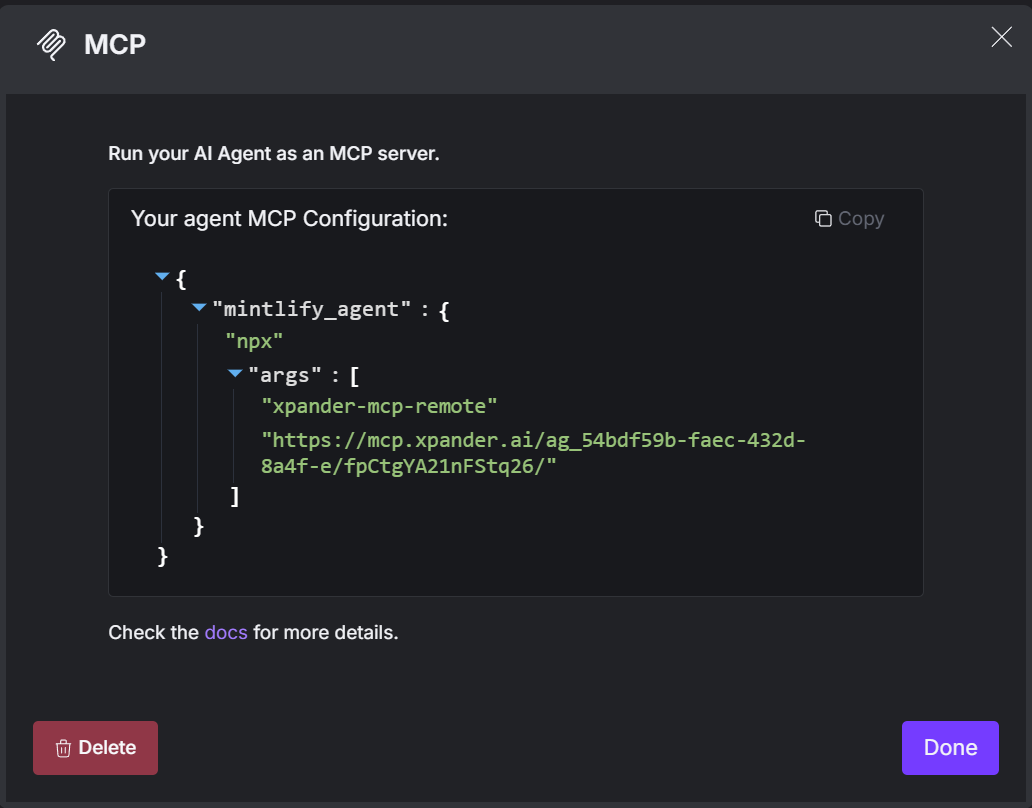 MCP
Run your AI Agent as an MCP server.
Your agent MCP Configuration:
Copy
{
"mintlify_agent" : {
"npx"
"args" : [
"xpander-mcp-remote"
"https://mcp.xpander.ai/ag_54bdf59b-faec-432d-
8a4f-e/fpCtgYA21nFStq26/"
]
}
}
Check the docs for more details.
Delete
Done